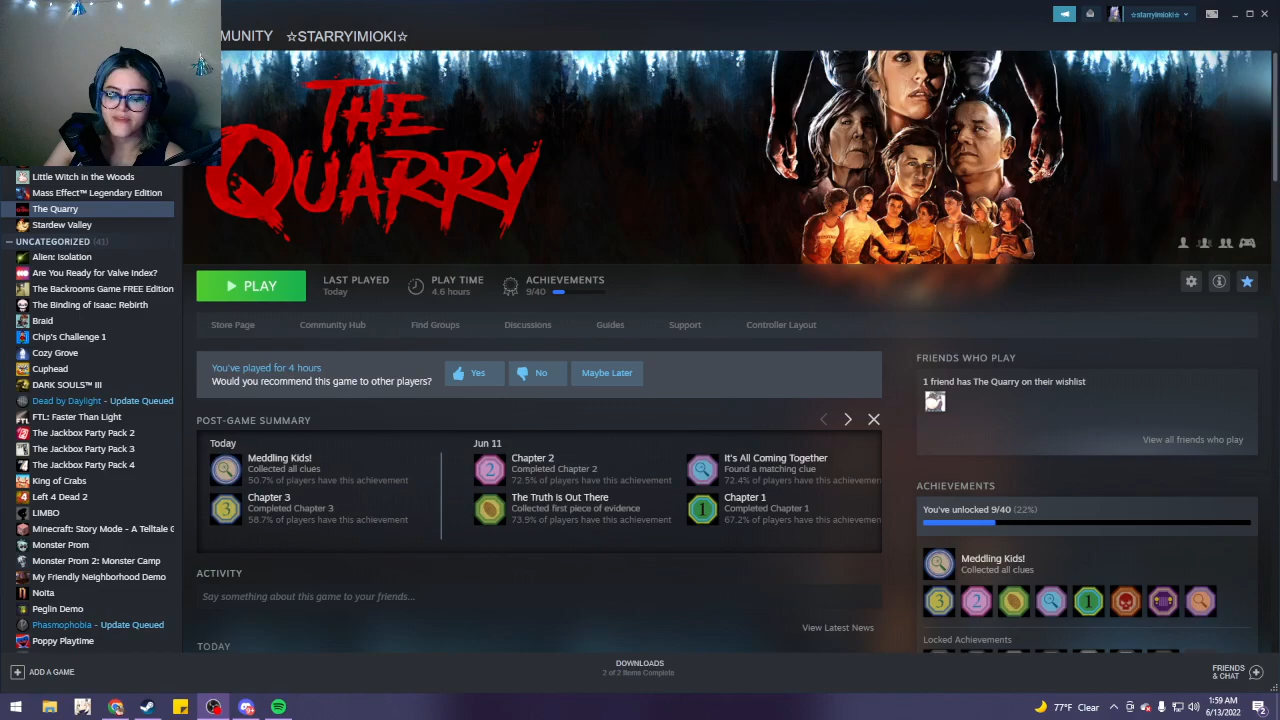 ☆starryimioki☆
MUNITY ☆STARRYIMIOKI☆
THE
QUARRY
Little Witch in the Woods
Mass Effect™ Legendary Edition
The Quarry
Stardew Valley
UNCATEGORIZED (41)
Alien: Isolation
Are You Ready for Valve Index?
The Backrooms Game FREE Edition
The Binding of Isaac: Rebirth
Braid
Chip's Challenge 1
Cozy Grove
Cuphead
DARK SOULS™ III
Dead by Daylight - Update Queued
FTL: Faster Than Light
The Jackbox Party Pack 2
The Jackbox Party Pack 3
The Jackbox Party Pack 4
King of Crabs
Left 4 Dead 2
LIMBO
Minecraft: Story Mode - A Telltale G
Monster Prom
Monster Prom 2: Monster Camp
My Friendly Neighborhood Demo
Noita
Peglin Demo
Phasmophobia - Update Queued
Poppy Playtime
PLAY
LAST PLAYED
Today
PLAY TIME
4.6 hours
ACHIEVEMENTS
9/40
Store Page Community Hub Find Groups Discussions Guides Support Controller Layout
You've played for 4 hours
Would you recommend this game to other players?
Yes No Maybe Later
POST-GAME SUMMARY
Today
Meddling Kids!
Collected all clues
50.7% of players have this achievement
3
Chapter 3
Completed Chapter 3
58.7% of players have this achievement
Jun 11
2
Chapter 2
Completed Chapter 2
72.5% of players have this achievement
The Truth is Out There
Collected first piece of evidence
73.9% of players have this achievement
It's All Coming Together
Found a matching clue
72.4% of players have this achievemen
1
Chapter 1
Completed Chapter 1
67.2% of players have this achievemen
ACTIVITY
Say something about this game to your friends...
View Latest News
TODAY
FRIENDS WHO PLAY
1 friend has The Quarry on their wishlist
View all friends who play
ACHIEVEMENTS
You've unlocked 9/40 (22%)
Meddling Kids!
Collected all clues
3 2 1
Locked Achievements
ADD A GAME
DOWNLOADS
2 of 2 Items Complete
FRIENDS
& CHAT
77°F Clear
1:59 AM
6/13/2022
2